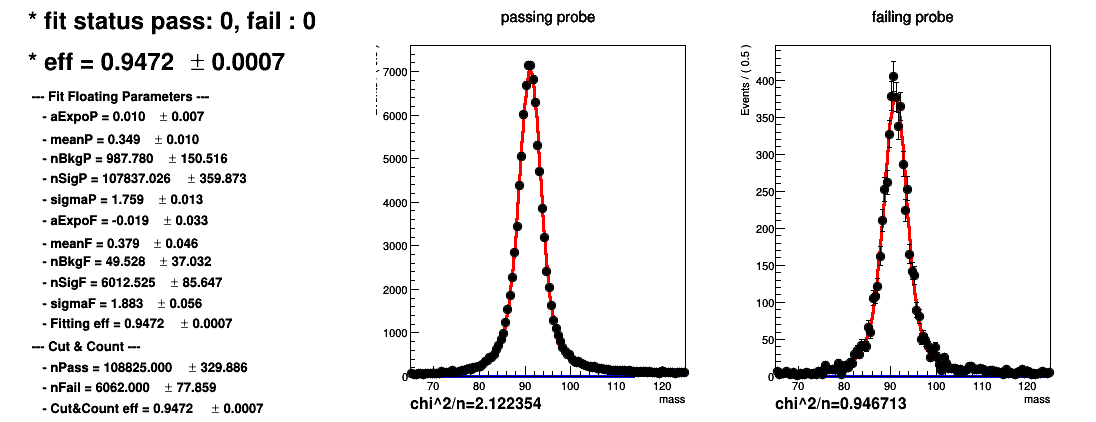 * fit status pass: 0, fail : 0
* eff = 0.9472 ± 0.0007
--- Fit Floating Parameters ---
- aExpoP = 0.010 ± 0.007
- meanP = 0.349 ± 0.010
- nBkgP = 987.780 ± 150.516
- nSigP = 107837.026 ± 359.873
- sigmaP = 1.759 ± 0.013
- aExpoF = -0.019 ± 0.033
- meanF = 0.379 ± 0.046
- nBkgF = 49.528 ± 37.032
- nSigF = 6012.525 ± 85.647
- sigmaF = 1.883 ± 0.056
- Fitting eff = 0.9472 ± 0.0007
--- Cut & Count ---
- nPass = 108825.000 ± 329.886
- nFail = 6062.000 ± 77.859
- Cut&Count eff = 0.9472 ± 0.0007
passing probe
7000
6000
5000
4000
3000
2000
1000
0
70 80 90 100 110 120
mass
chi^2/n=2.122354
failing probe
Events / ( 0.5 )
400
350
300
250
200
150
100
50
0
70 80 90 100 110 120
mass
chi^2/n=0.946713